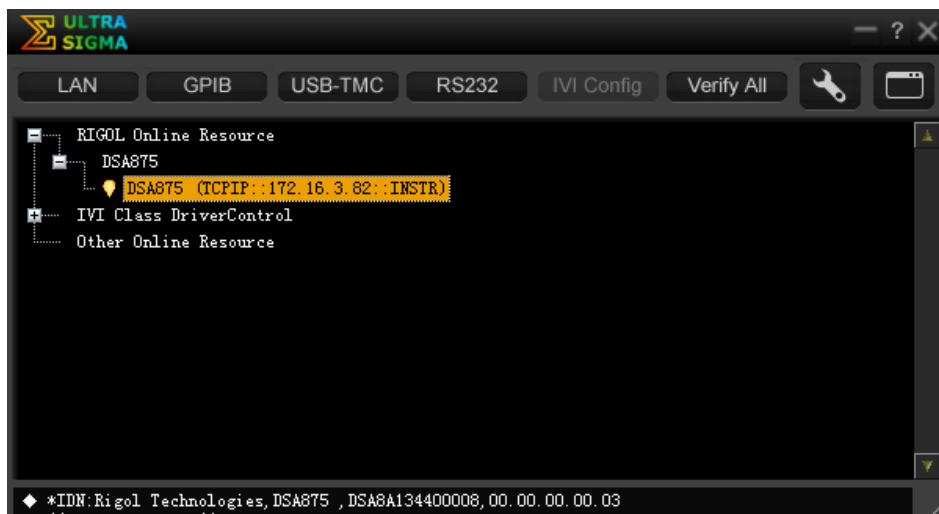 ULTRA
SIGMA
— ? X
LAN GPIB USB-TMC RS232 IVI Config Verify All
RIGOL Online Resource
DSA875
DSA875 (TCPIP::172.16.3.82::INSTR)
IVI Class DriverControl
Other Online Resource
*IDN:Rigol Technologies,DSA875 ,DSA8A134400008,00.00.00.00.03